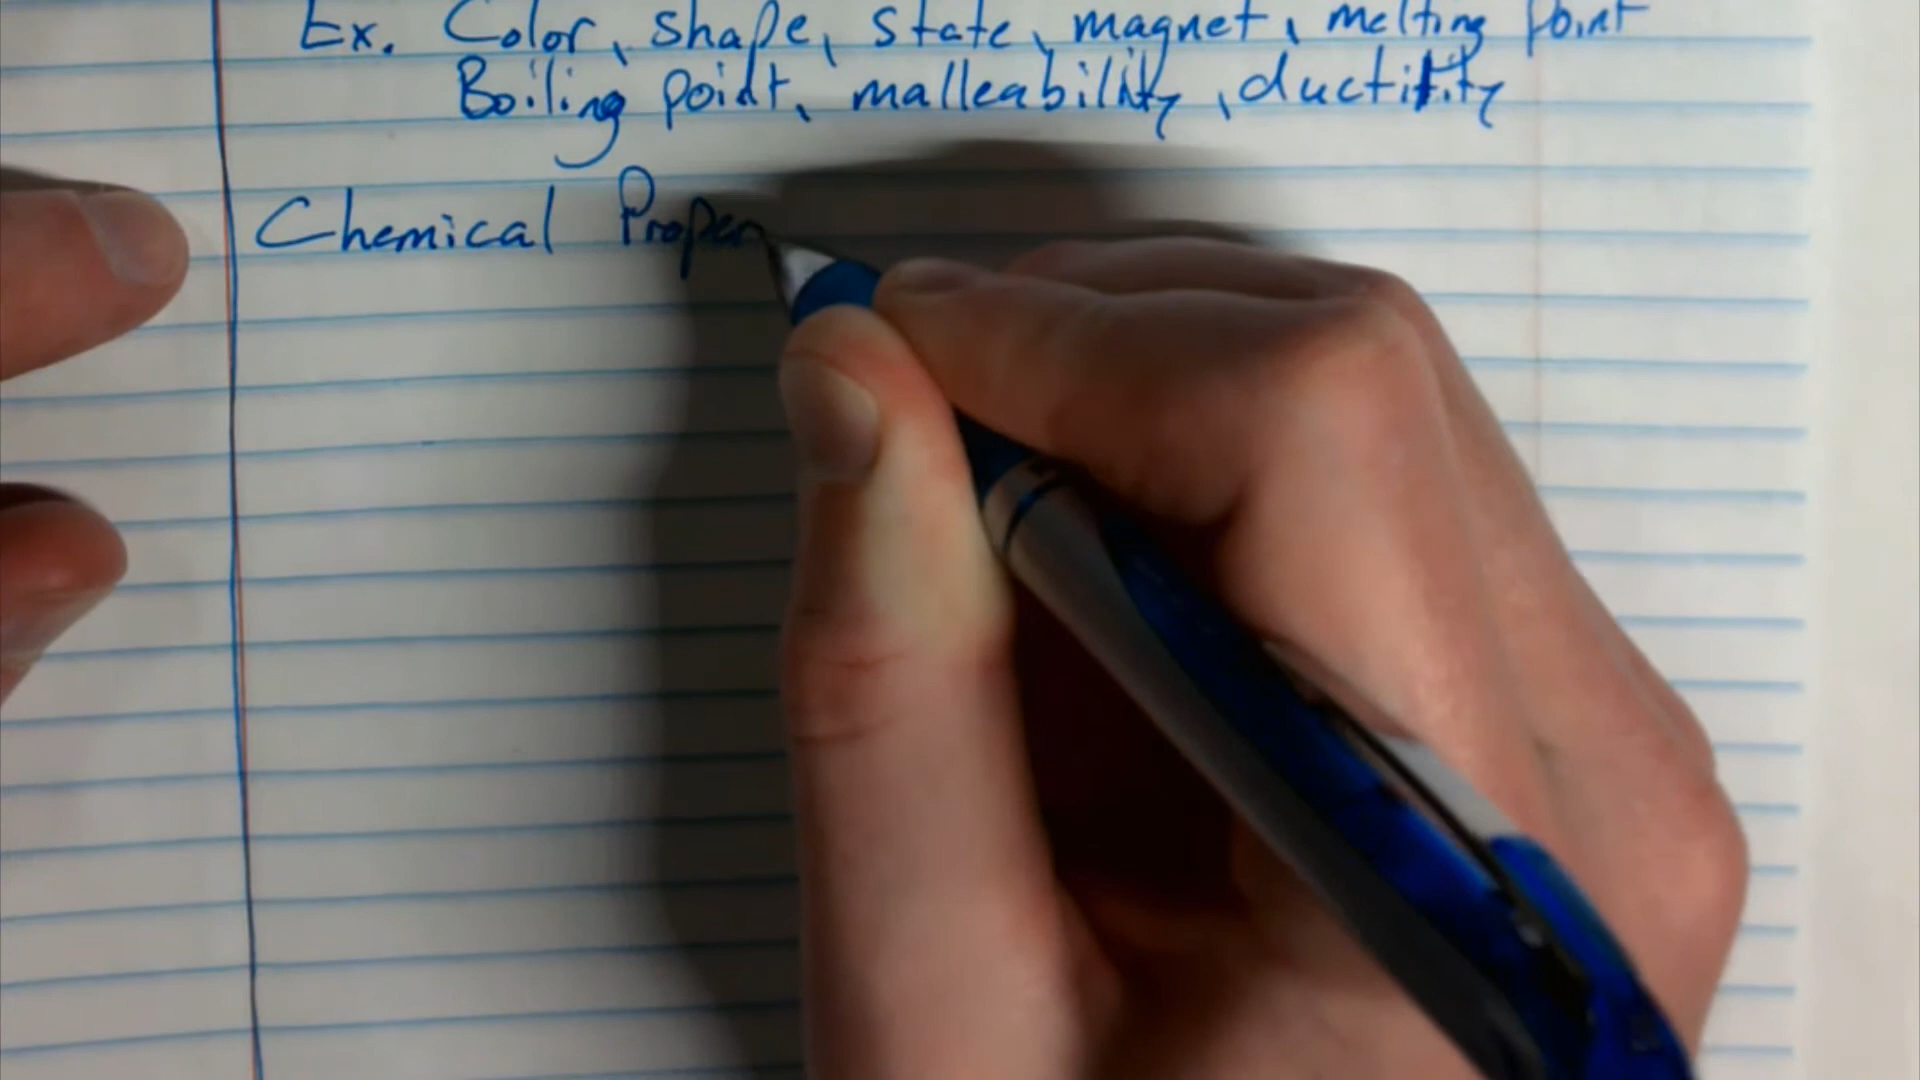 Ex. Color, shape, state, magnet, melting point
Boiling point, malleability, ductility
Chemical Proper